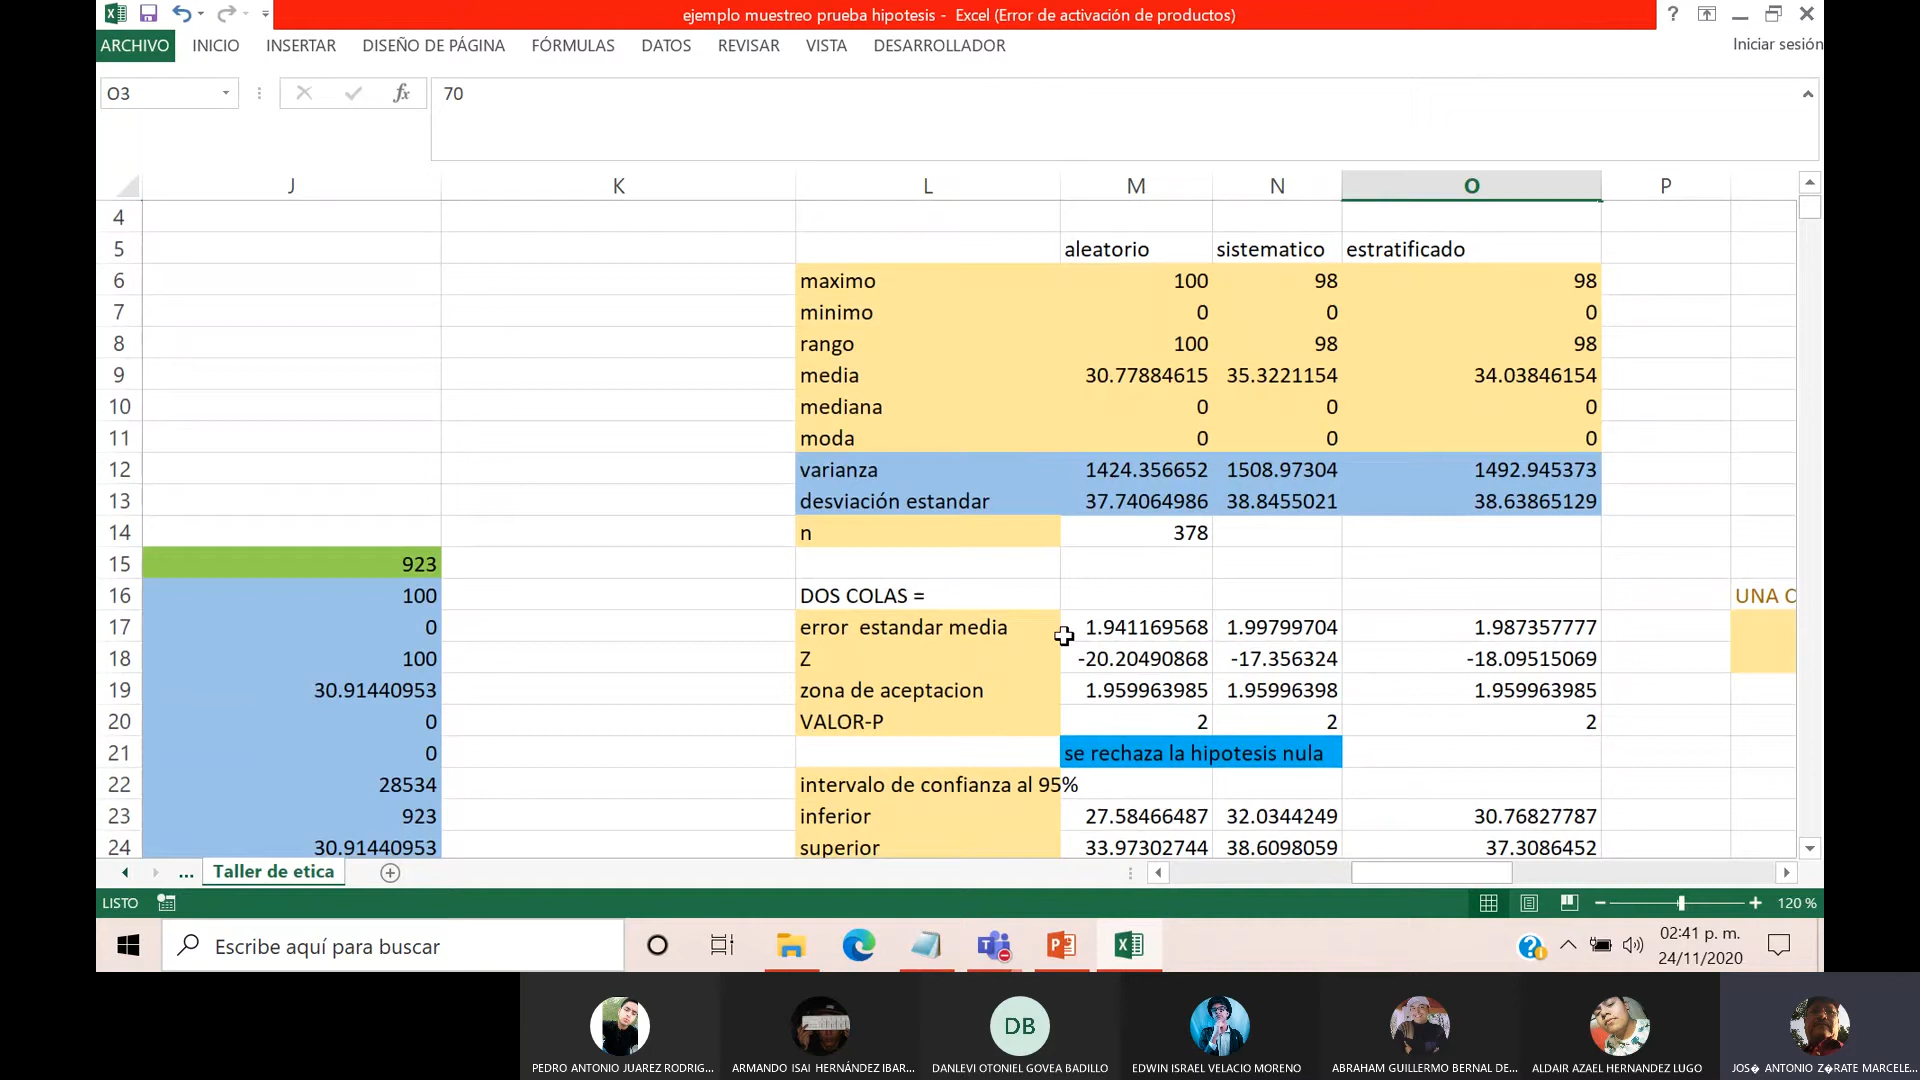 ejemplo muestreo prueba hipotesis - Excel (Error de activación de productos)
ARCHIVO INICIO INSERTAR DISEÑO DE PÁGINA FÓRMULAS DATOS REVISAR VISTA DESARROLLADOR Iniciar sesión
O3 fx 70
J K L M N O P
4
5 aleatorio sistematico estratificado
6 maximo 100 98 98
7 minimo 0 0 0
8 rango 100 98 98
9 media 30.77884615 35.3221154 34.03846154
10 mediana 0 0 0
11 moda 0 0 0
12 varianza 1424.356652 1508.97304 1492.945373
13 desviación estandar 37.74064986 38.8455021 38.63865129
14 n 378
15 923
16 100 DOS COLAS = UNA C
17 0 error estandar media 1.941169568 1.99799704 1.987357777
18 100 Z -20.20490868 -17.356324 -18.09515069
19 30.91440953 zona de aceptacion 1.959963985 1.95996398 1.959963985
20 0 VALOR-P 2 2 2
21 0 se rechaza la hipotesis nula
22 28534 intervalo de confianza al 95%
23 923 inferior 27.58466487 32.0344249 30.76827787
24 30.91440953 superior 33.97302744 38.6098059 37.3086452
... Taller de etica
LISTO 120 %
Escribe aquí para buscar
02:41 p. m.
24/11/2020
DB
PEDRO ANTONIO JUAREZ RODRIG... ARMANDO ISAI HERNÁNDEZ IBAR... DANLEVI OTONIEL GOVEA BADILLO EDWIN ISRAEL VELACIO MORENO ABRAHAM GUILLERMO BERNAL DE... ALDAIR AZAEL HERNANDEZ LUGO JOS� ANTONIO Z�RATE MARCELE...